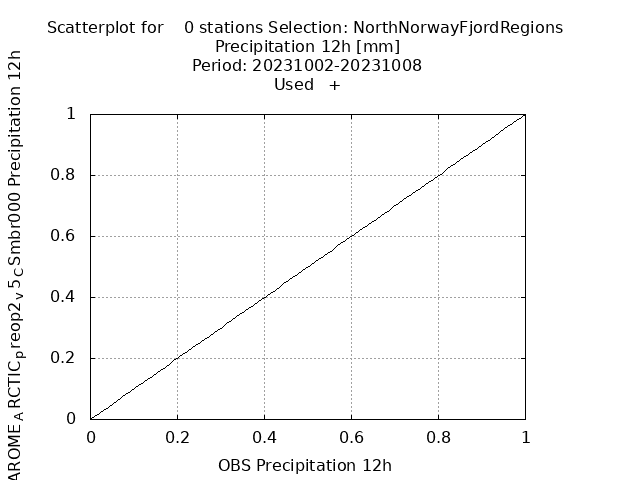 Scatterplot for 0 stations Selection: NorthNorwayFjordRegions
Precipitation 12h [mm]
Period: 20231002-20231008
Used +
AROME_ARCTIC_preop2_v5_CSmbr000 Precipitation 12h
1
0.8
0.6
0.4
0.2
0
0 0.2 0.4 0.6 0.8 1
OBS Precipitation 12h